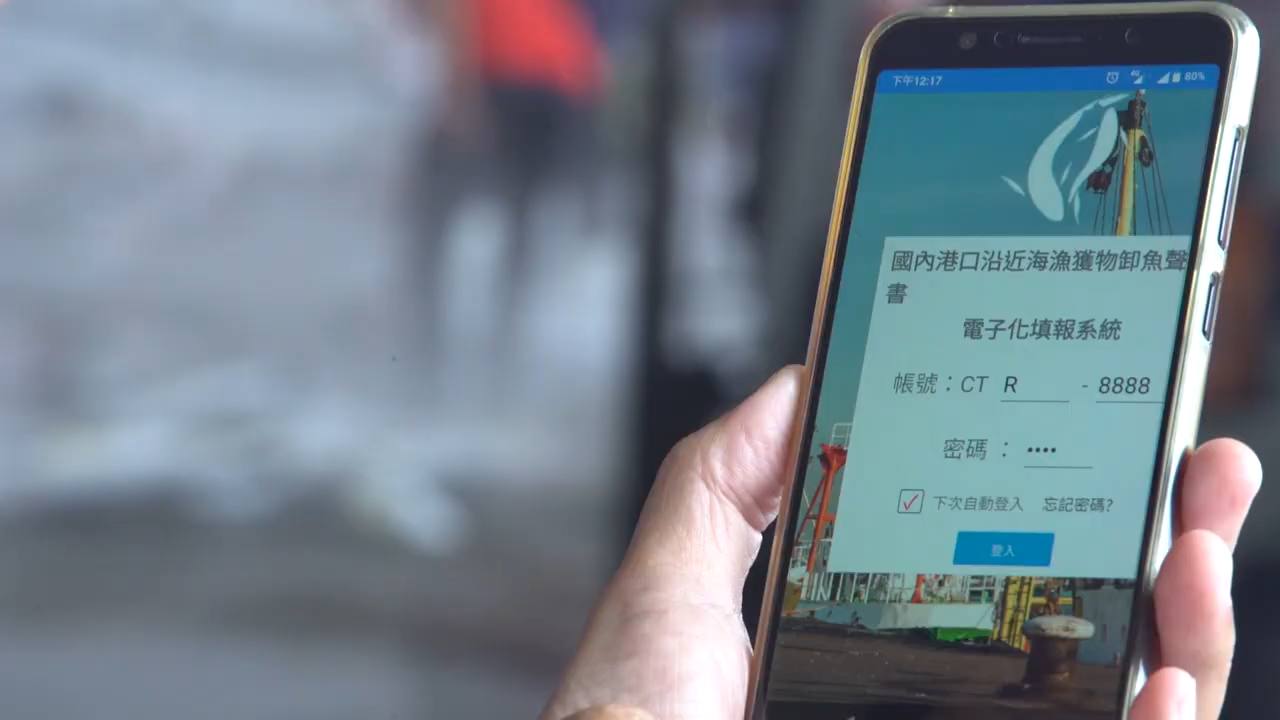 下午12:17
4G
80%
國內港口沿近海漁獲物卸魚聲
書
電子化填報系統
帳號：CT R - 8888
密碼：••••
下次自動登入 忘記密碼?
登入